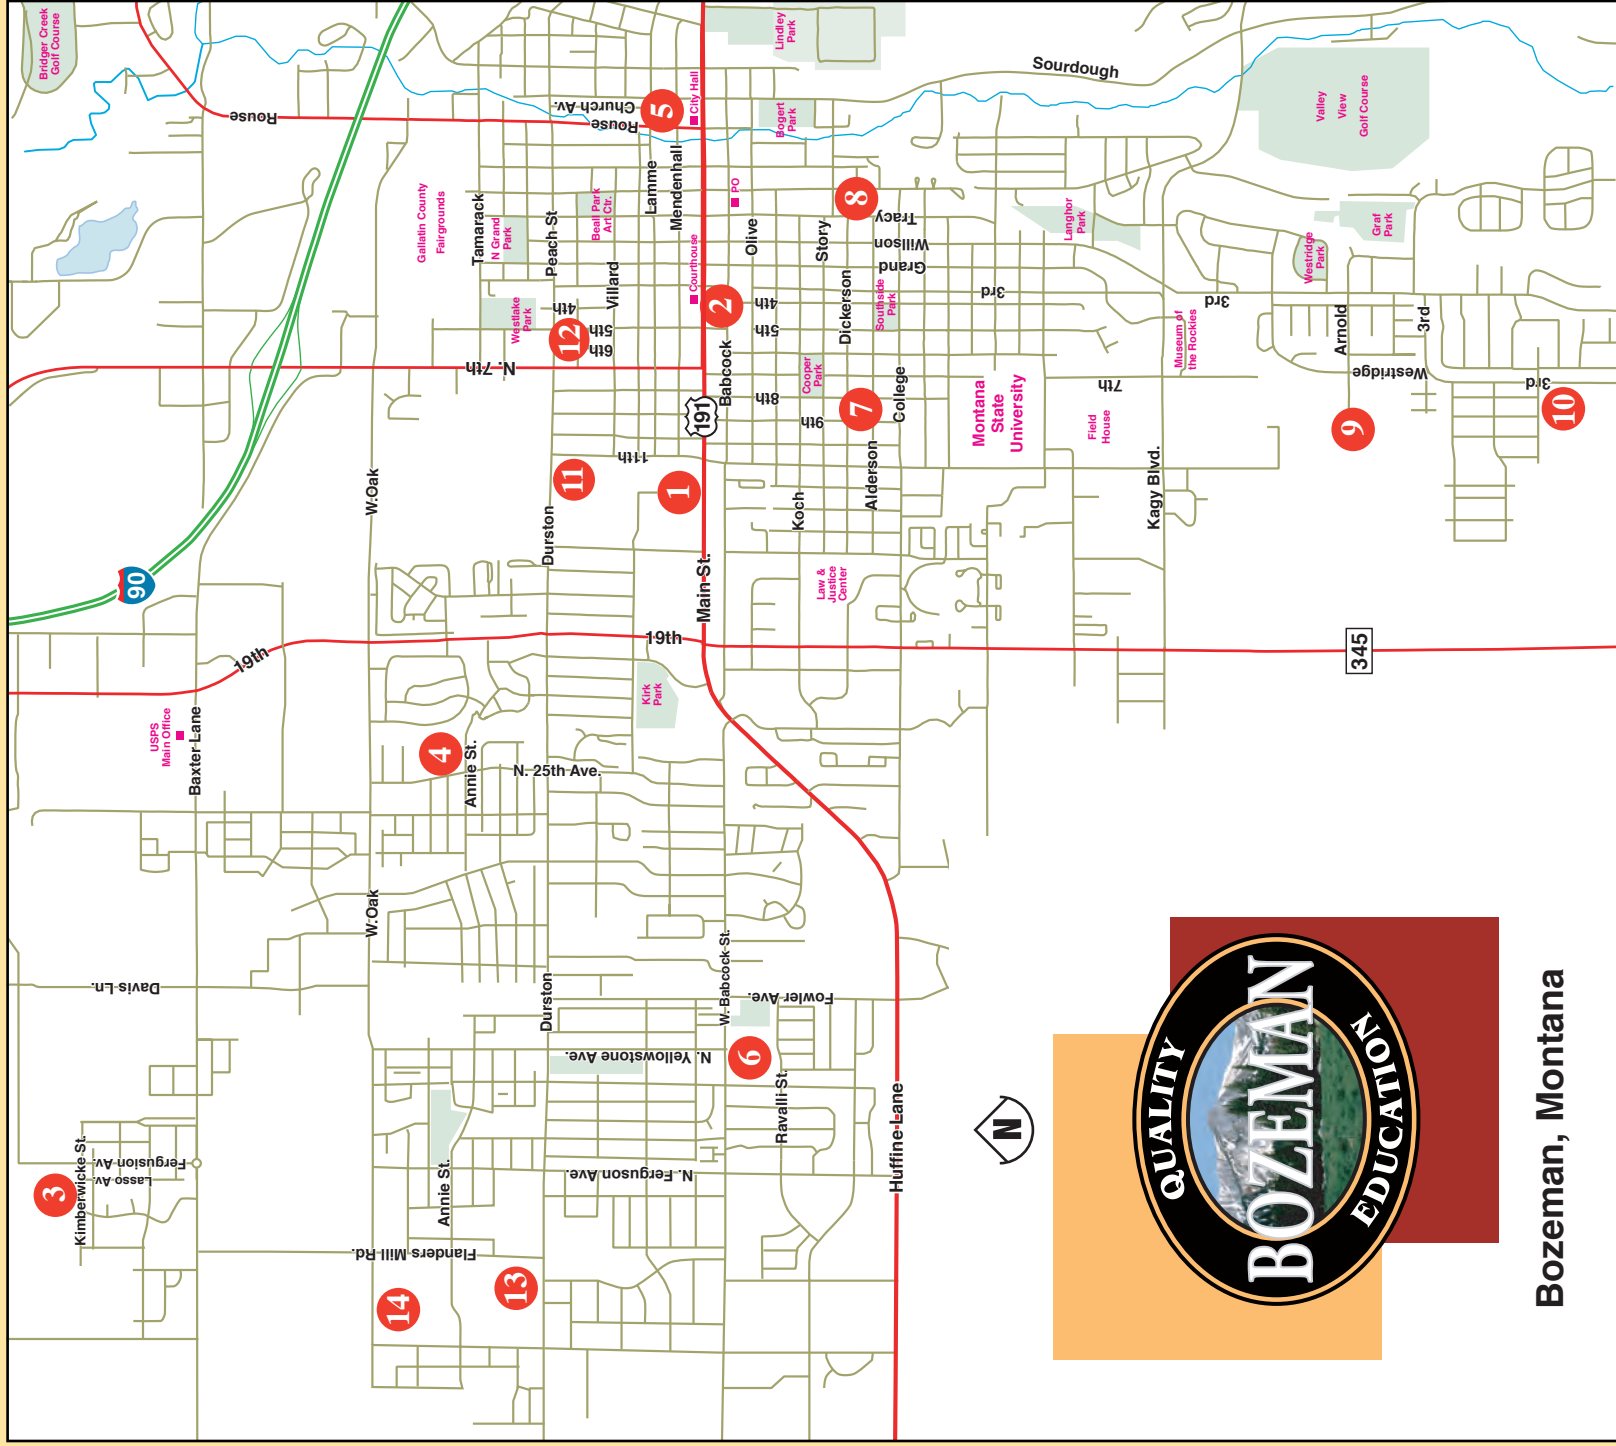 Bridger Creek
Golf Course
Rouse
90
19th
USPS
Main Office
Baxter Lane
Davis Ln.
Kimberwicke St.
Fergusion Av.
Lasso Av.
3
Gallatin County
Fairgrounds
W.Oak
W.Oak
Flanders Mill Rd.
14
4
Annie St.
Annie St.
N. 25th Ave.
13
Tamarack
N Grand
Park
Westlake
Park
N. 7th
Church Av.
Rouse
Peach St
Beall Park
Art Ctr.
4th
5th
6th
12
Villard
11
11th
Durston
Durston
5
Lamme
Mendenhall
City Hall
Courthouse
1
191
Main St.
19th
Kirk
Park
N. Yellowstone Ave.
N. Ferguson Ave.
PO
2
Babcock
W. Babcock St.
6
Olive
4th
5th
8th
Lindley
Park
Bogert
Park
Story
Cooper
Park
9th
Koch
Law &
Justice
Center
Fowler Ave.
Ravalli St.
8
Tracy
Willson
Grand
Dickerson
Southside
Park
7
College
Alderson
Huffine Lane
Sourdough
3rd
Montana
State
University
Langhor
Park
Field
House
7th
Kagy Blvd.
Museum of
the Rockies
3rd
Valley
View
Golf Course
Westridge
Park
Graf
Park
Arnold
3rd
Westridge
9
3rd
10
345
N
QUALITY
BOZEMAN
EDUCATION
Bozeman, Montana